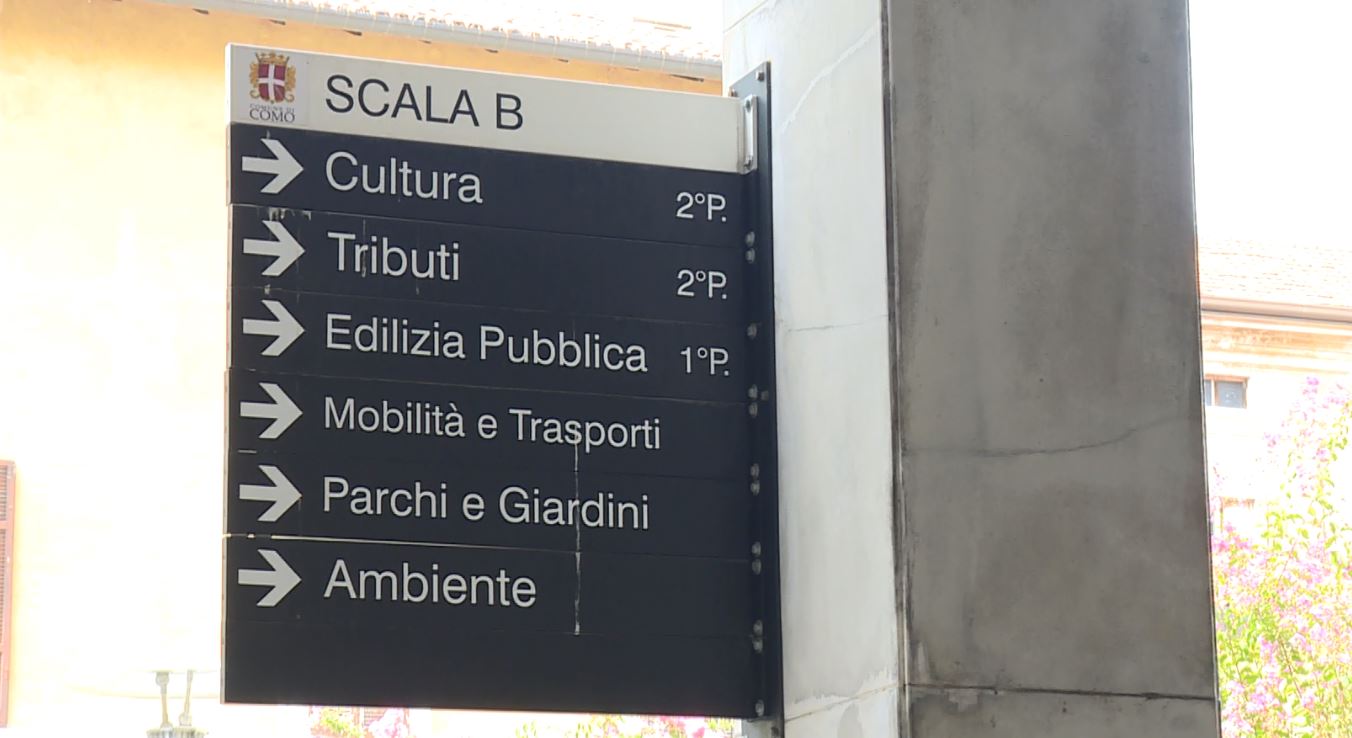 COMUNE DI
COMO
SCALA B
Cultura 2°P.
Tributi 2°P.
Edilizia Pubblica 1°P.
Mobilità e Trasporti
Parchi e Giardini
Ambiente